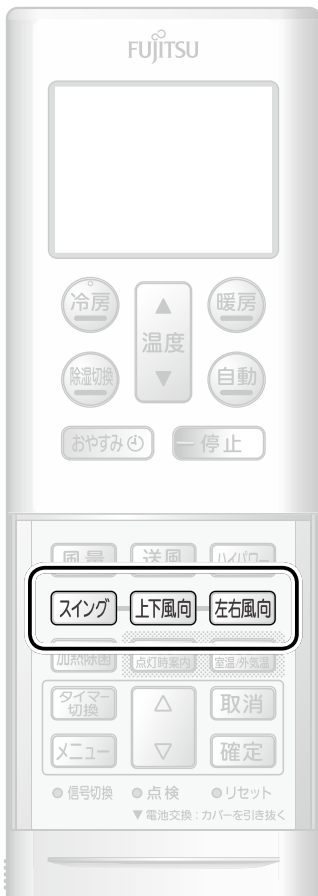 FUJITSU
冷房 ▲ 暖房
温度
除湿切換 ▼ 自動
おやすみ 停止
風量 送風 ハイパワー
スイング 上下風向 左右風向
加熱除菌 点灯時案内 室温/外気温
タイマー切換 △ 取消
メニュー ▽ 確定
信号切換 点検 リセット
▼電池交換:カバーを引き抜く